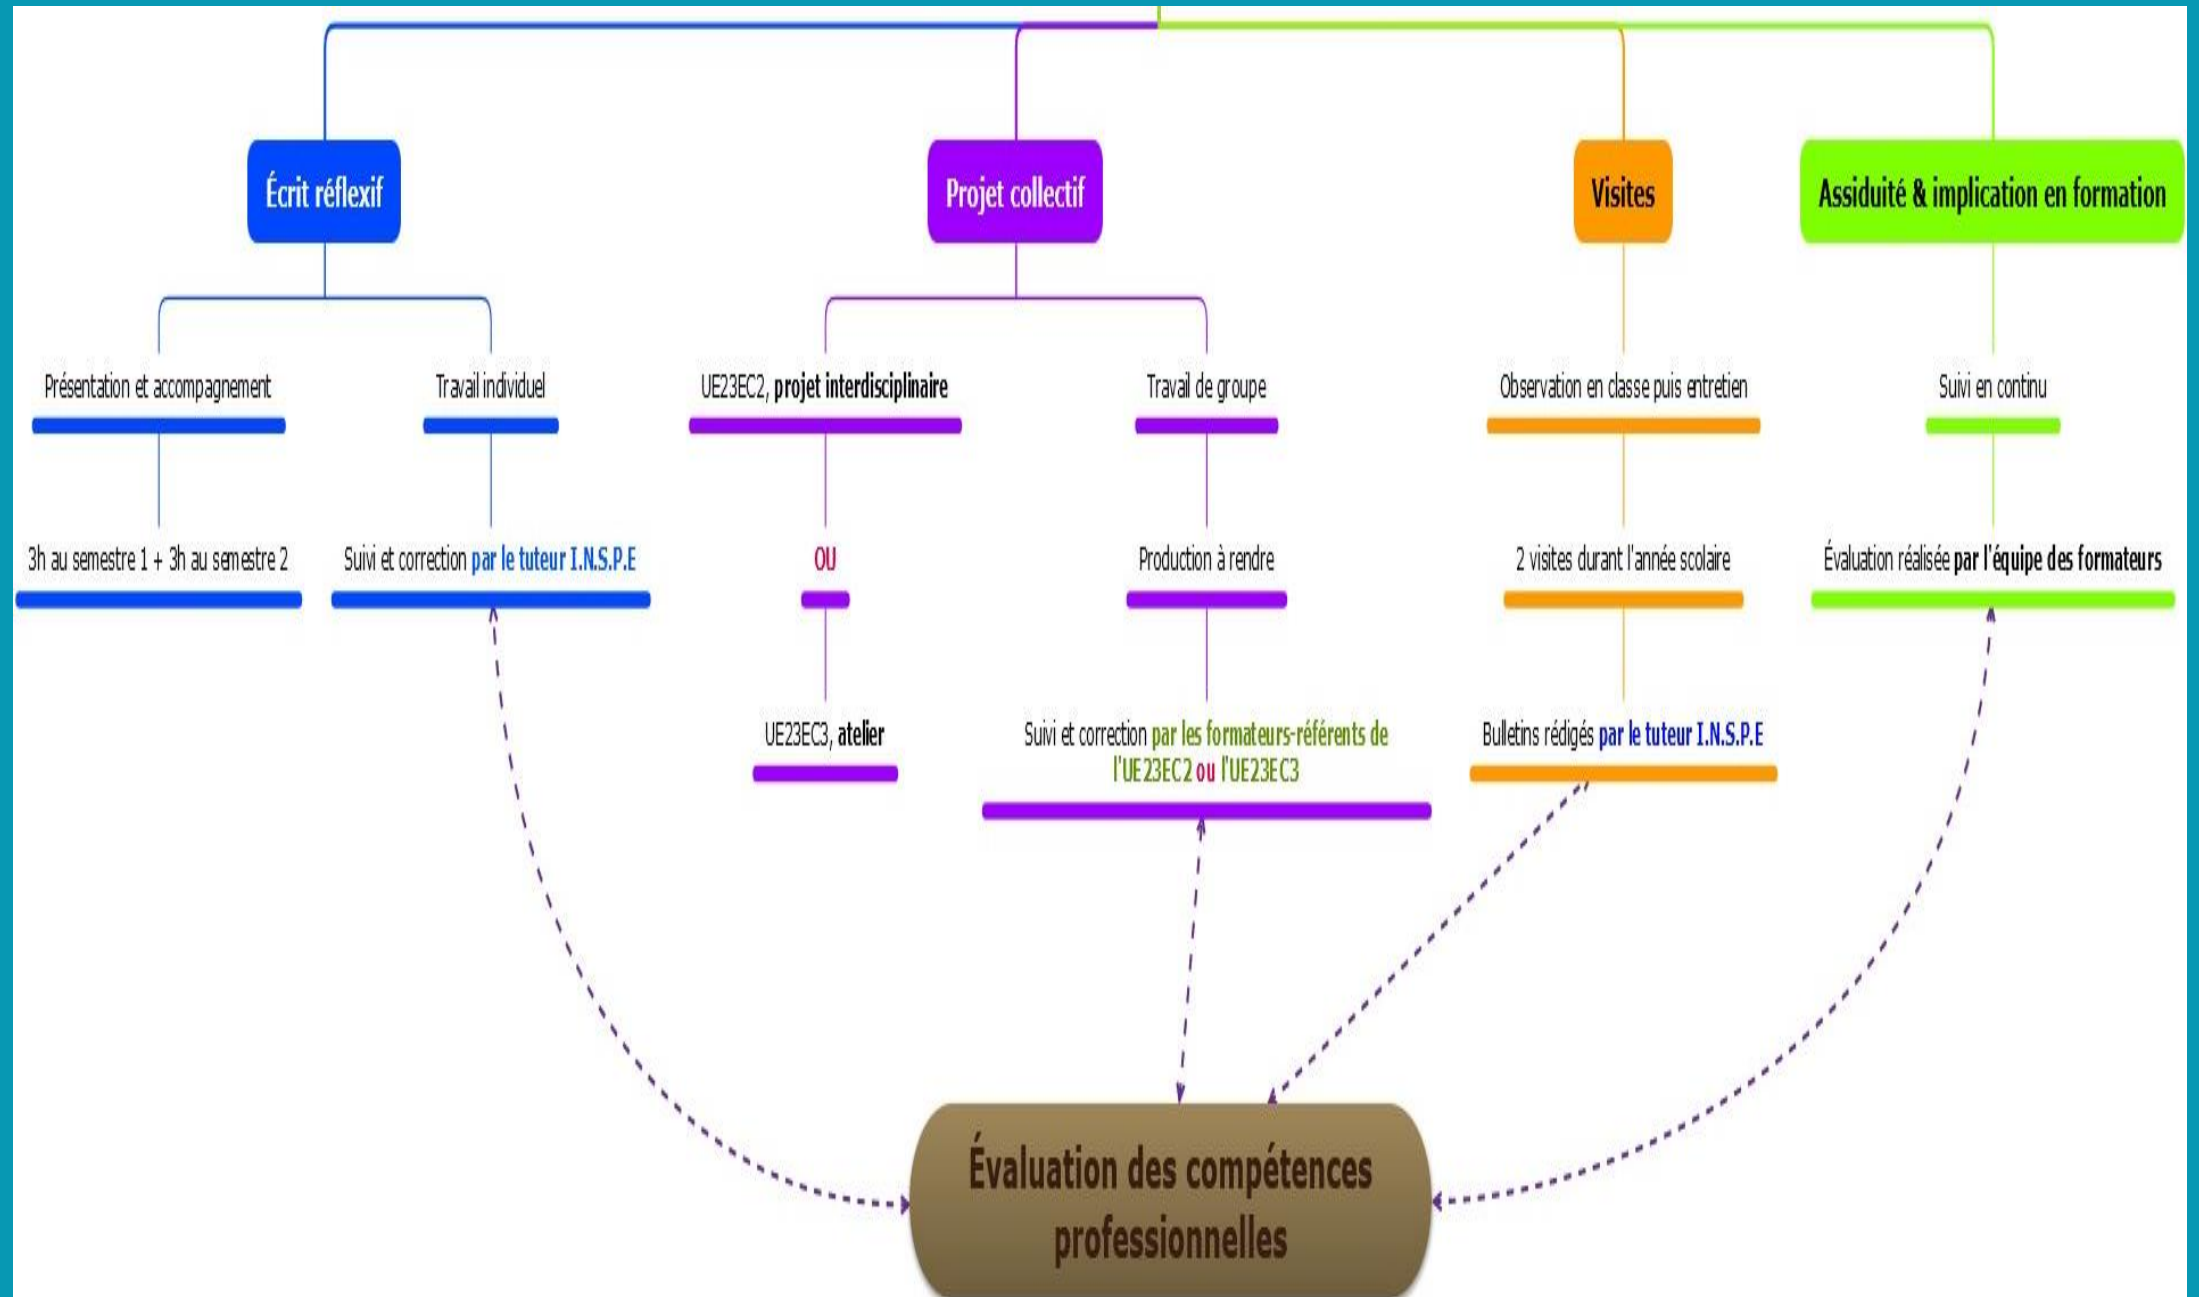 Écrit réflexif
Projet collectif
Visites
Assiduité & implication en formation
Présentation et accompagnement
Travail individuel
UE23EC2, projet interdisciplinaire
Travail de groupe
Observation en classe puis entretien
Suivi en continu
3h au semestre 1 + 3h au semestre 2
Suivi et correction par le tuteur I.N.S.P.E
OU
Production à rendre
2 visites durant l'année scolaire
Évaluation réalisée par l'équipe des formateurs
UE23EC3, atelier
Suivi et correction par les formateurs-référents de
l'UE23EC2 ou l'UE23EC3
Bulletins rédigés par le tuteur I.N.S.P.E
Évaluation des compétences
professionnelles